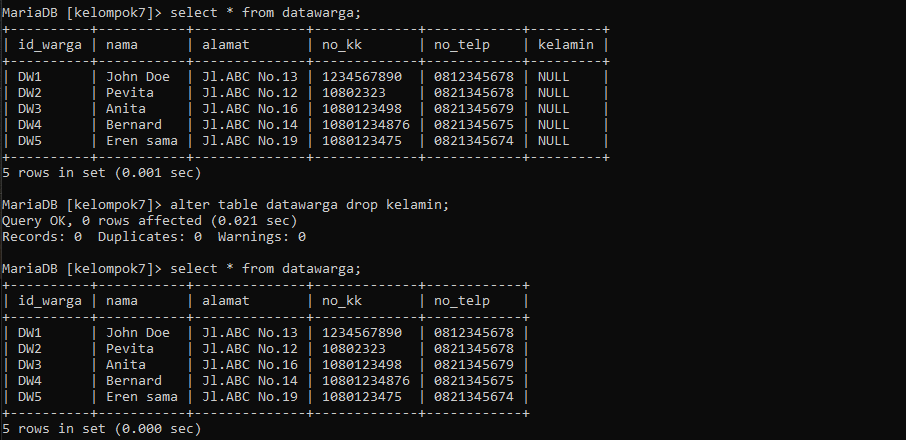 MariaDB [kelompok7]> select * from datawarga;
+----------+-----------+--------------+-------------+------------+---------+
| id_warga | nama      | alamat       | no_kk       | no_telp    | kelamin |
+----------+-----------+--------------+-------------+------------+---------+
| DW1      | John Doe  | Jl.ABC No.13 | 1234567890  | 0812345678 | NULL    |
| DW2      | Pevita    | Jl.ABC No.12 | 10802323    | 0821345678 | NULL    |
| DW3      | Anita     | Jl.ABC No.16 | 1080123498  | 0821345679 | NULL    |
| DW4      | Bernard   | Jl.ABC No.14 | 10801234876 | 0821345675 | NULL    |
| DW5      | Eren sama | Jl.ABC No.19 | 1080123475  | 0821345674 | NULL    |
+----------+-----------+--------------+-------------+------------+---------+
5 rows in set (0.001 sec)
MariaDB [kelompok7]> alter table datawarga drop kelamin;
Query OK, 0 rows affected (0.021 sec)
Records: 0  Duplicates: 0  Warnings: 0
MariaDB [kelompok7]> select * from datawarga;
+----------+-----------+--------------+-------------+------------+
| id_warga | nama      | alamat       | no_kk       | no_telp    |
+----------+-----------+--------------+-------------+------------+
| DW1      | John Doe  | Jl.ABC No.13 | 1234567890  | 0812345678 |
| DW2      | Pevita    | Jl.ABC No.12 | 10802323    | 0821345678 |
| DW3      | Anita     | Jl.ABC No.16 | 1080123498  | 0821345679 |
| DW4      | Bernard   | Jl.ABC No.14 | 10801234876 | 0821345675 |
| DW5      | Eren sama | Jl.ABC No.19 | 1080123475  | 0821345674 |
+----------+-----------+--------------+-------------+------------+
5 rows in set (0.000 sec)